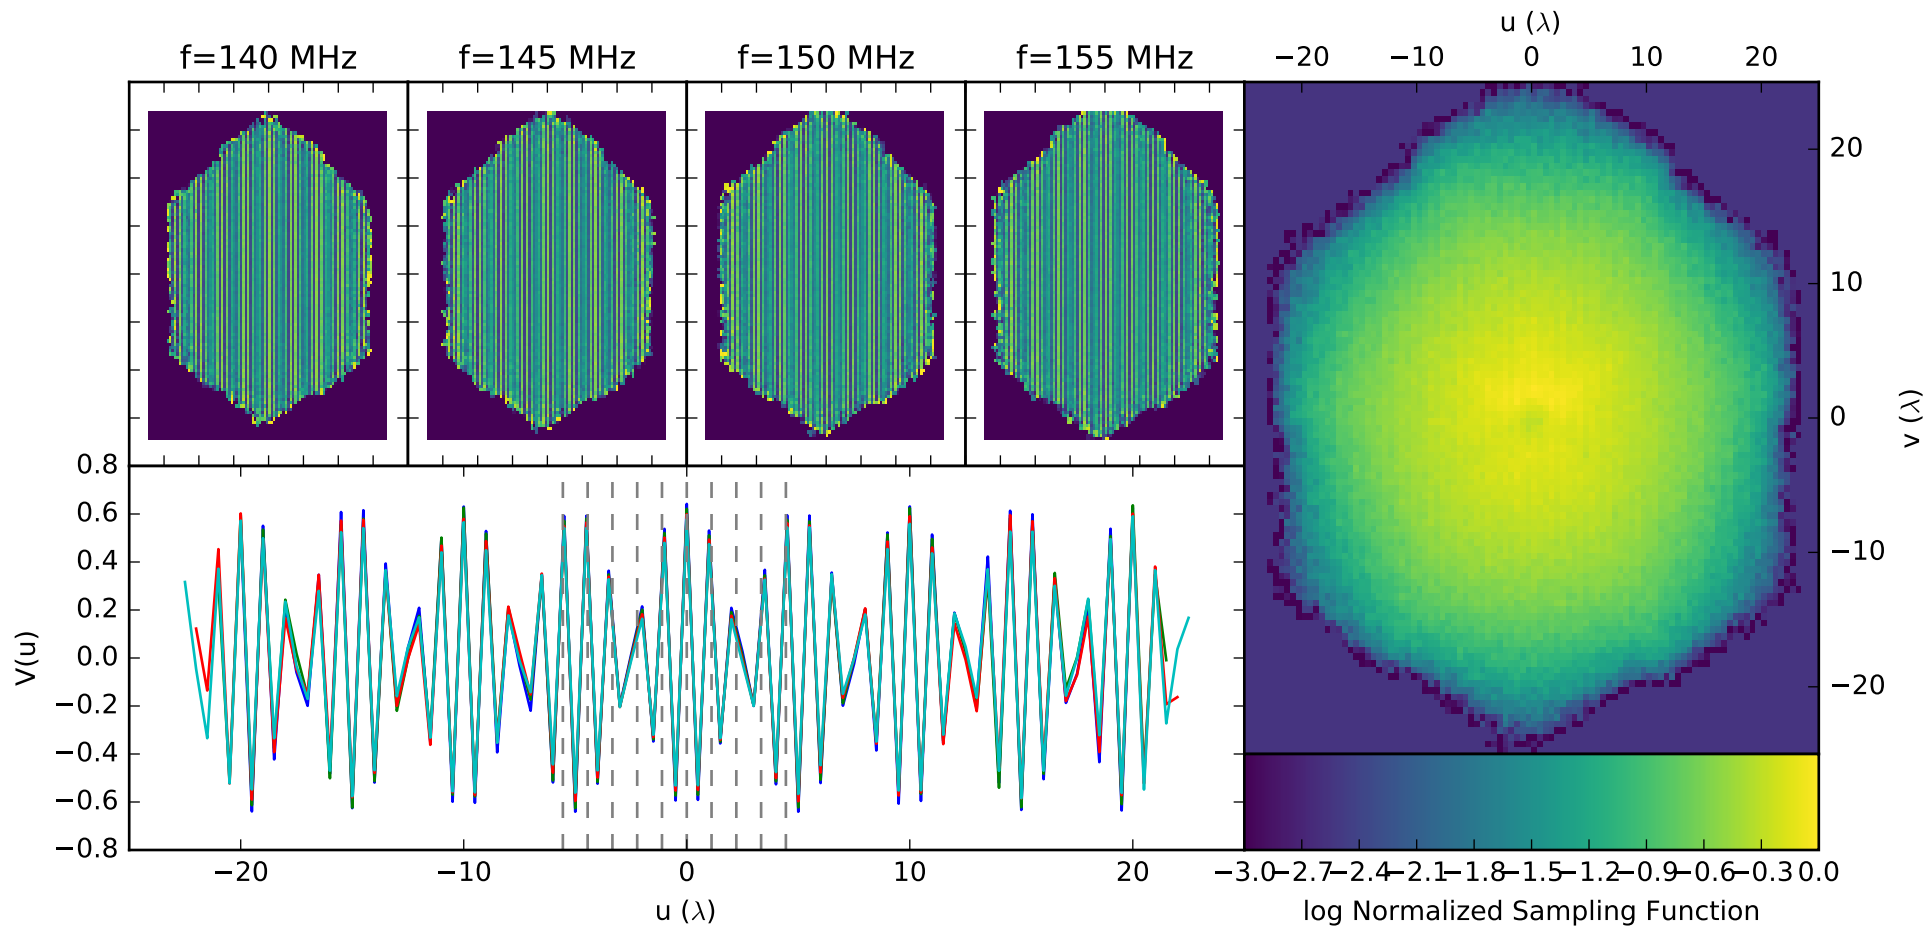 u (λ)
f=140 MHz f=145 MHz f=150 MHz f=155 MHz
−20 −10 0 10 20
20
10
0
−10
−20
v (λ)
0.8
0.6
0.4
0.2
0.0
−0.2
−0.4
−0.6
−0.8
V(u)
−20 −10 0 10 20
u (λ)
−3.0 −2.7 −2.4 −2.1 −1.8 −1.5 −1.2 −0.9 −0.6 −0.3 0.0
log Normalized Sampling Function